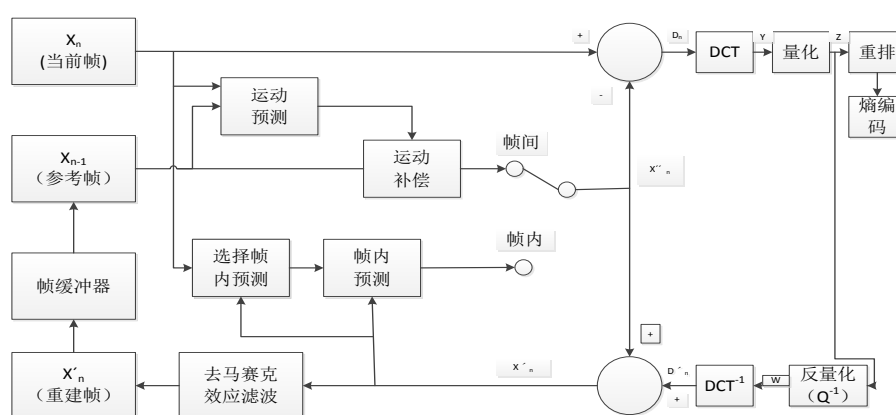 Xn
(当前帧)
+
Dn
DCT
Y
量化
Z
重排
熵编
码
运动
预测
-
Xn-1
(参考帧)
运动
补偿
帧间
X´´n
选择帧
内预测
帧内
预测
帧内
帧缓冲器
+
X´n
(重建帧)
去马赛克
效应滤波
X´n
D´n
+
DCT-1
W
反量化
(Q-1)